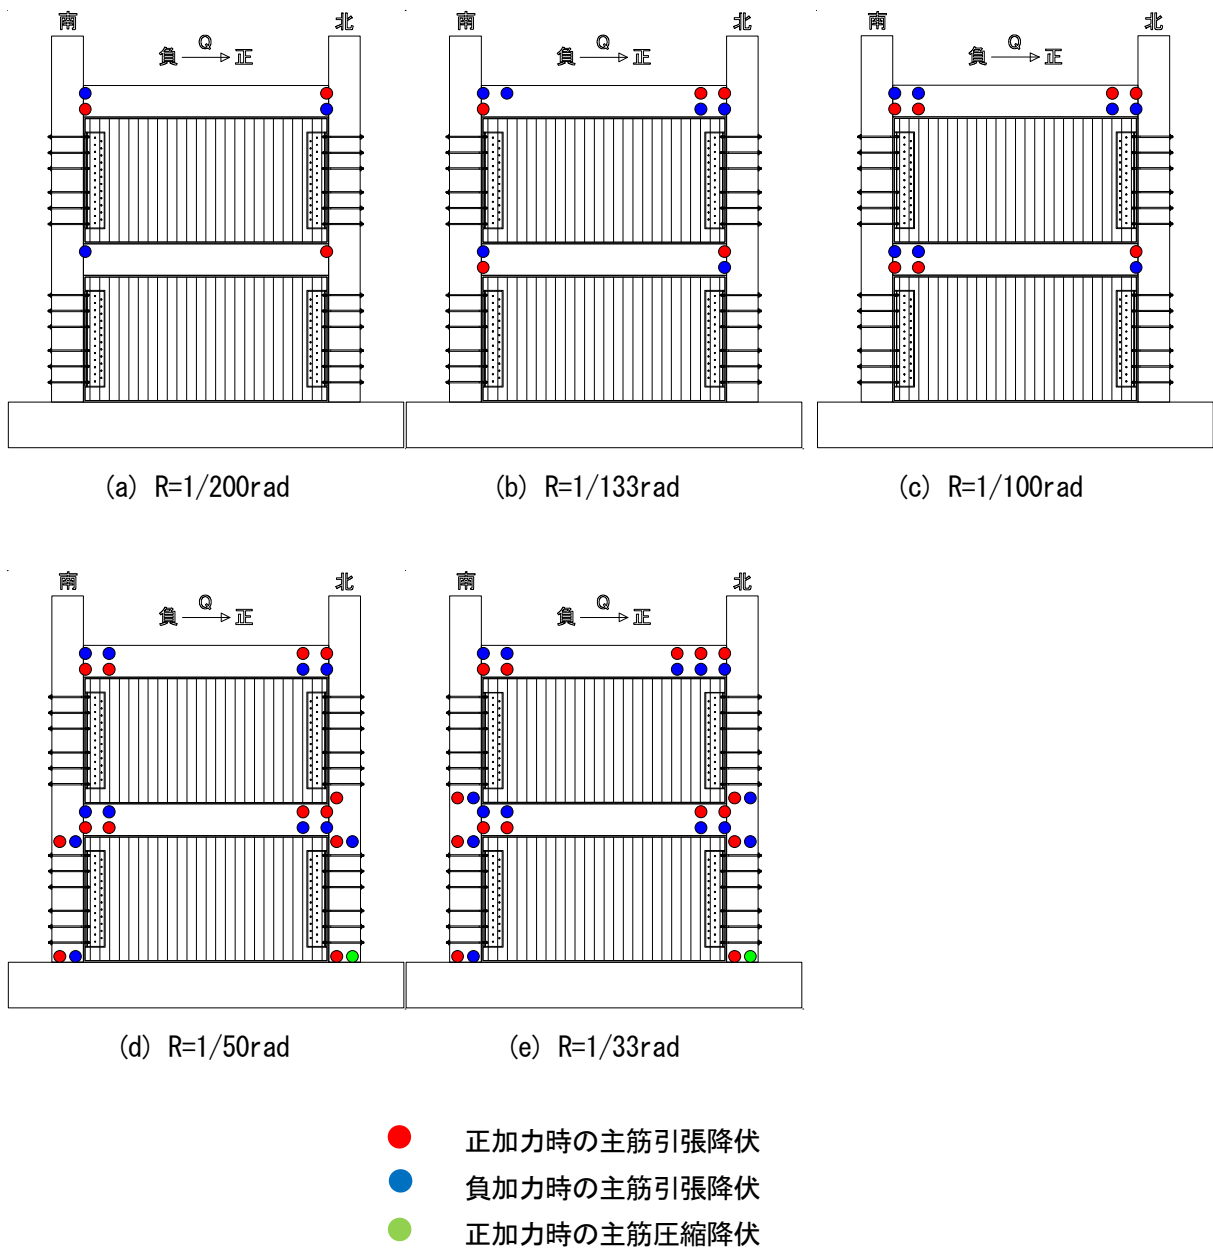 南 北
Q
負 正
南 北
Q
負 正
南 北
Q
負 正
(a) R=1/200rad
(b) R=1/133rad
(c) R=1/100rad
南 北
Q
負 正
南 北
Q
負 正
(d) R=1/50rad
(e) R=1/33rad
正加力時の主筋引張降伏
負加力時の主筋引張降伏
正加力時の主筋圧縮降伏